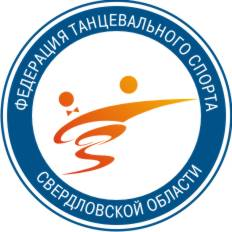 ФЕДЕРАЦИЯ ТАНЦЕВАЛЬНОГО СПОРТА
СВЕРДЛОВСКОЙ ОБЛАСТИ